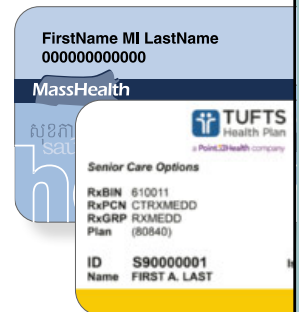 FirstName MI LastName
000000000000
MassHealth
TUFTS
Health Plan
a Point32Health company
Senior Care Options
RxBIN 610011
RxPCN CTRXMEDD
RxGRP RXMEDD
Plan (80840)
ID S90000001
Name FIRST A. LAST